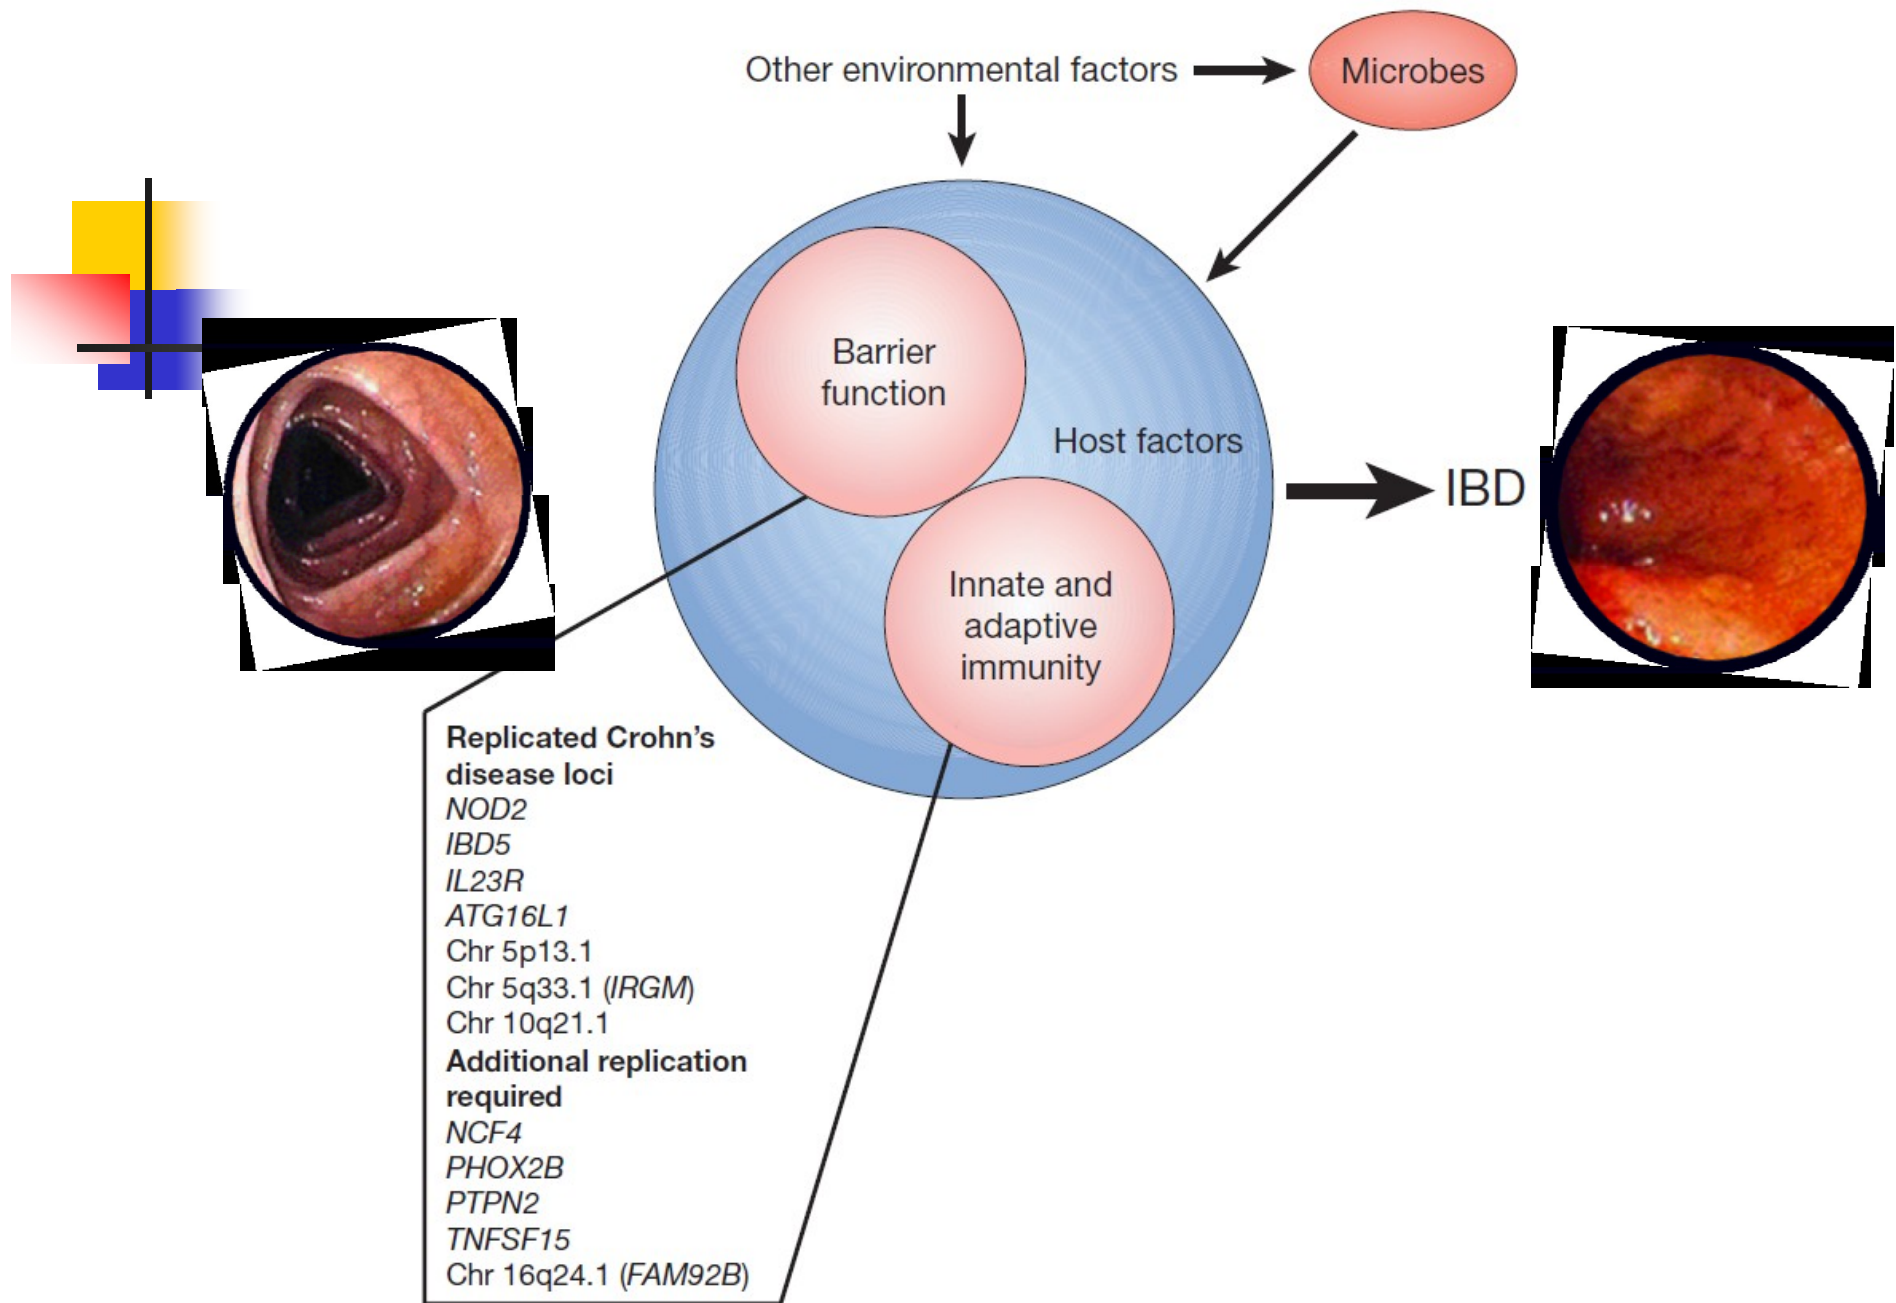 Other environmental factors
Microbes
Barrier
function
Host factors
IBD
Innate and
adaptive
immunity
Replicated Crohn’s
disease loci
NOD2
IBD5
IL23R
ATG16L1
Chr 5p13.1
Chr 5q33.1 (IRGM)
Chr 10q21.1
Additional replication
required
NCF4
PHOX2B
PTPN2
TNFSF15
Chr 16q24.1 (FAM92B)